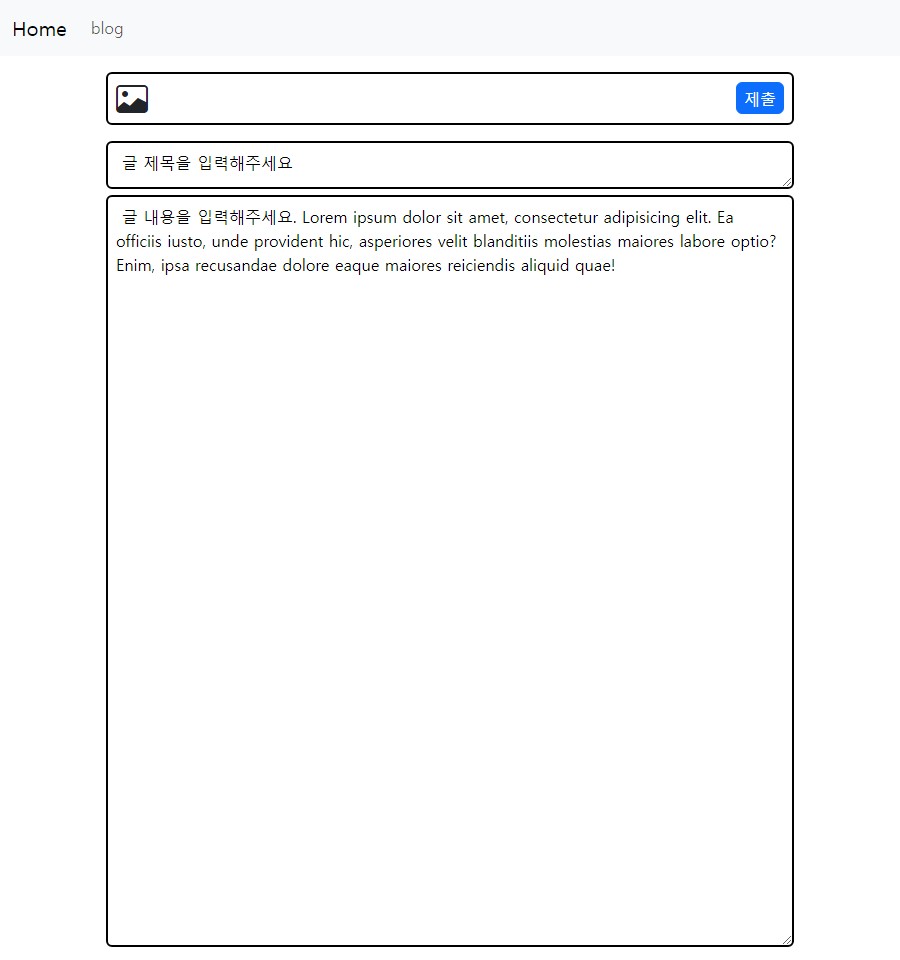 Home blog
제출
글 제목을 입력해주세요
글 내용을 입력해주세요. Lorem ipsum dolor sit amet, consectetur adipisicing elit. Ea
officiis iusto, unde provident hic, asperiores velit blanditiis molestias maiores labore optio?
Enim, ipsa recusandae dolore eaque maiores reiciendis aliquid quae!